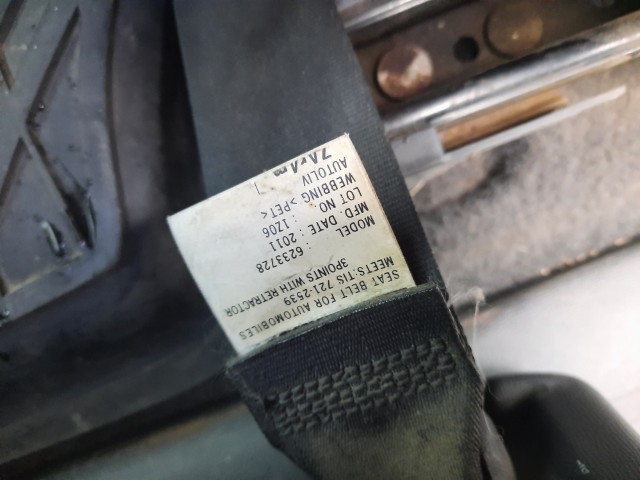 SEAT BELT FOR AUTOMOBILES
MEETS:TIS 721-2539
3POINTS WITH RETRACTOR
MODEL : 6233728
MFD. DATE : 2011
LOT NO : 1Z06
WEBBING >PET<
AUTOLIV